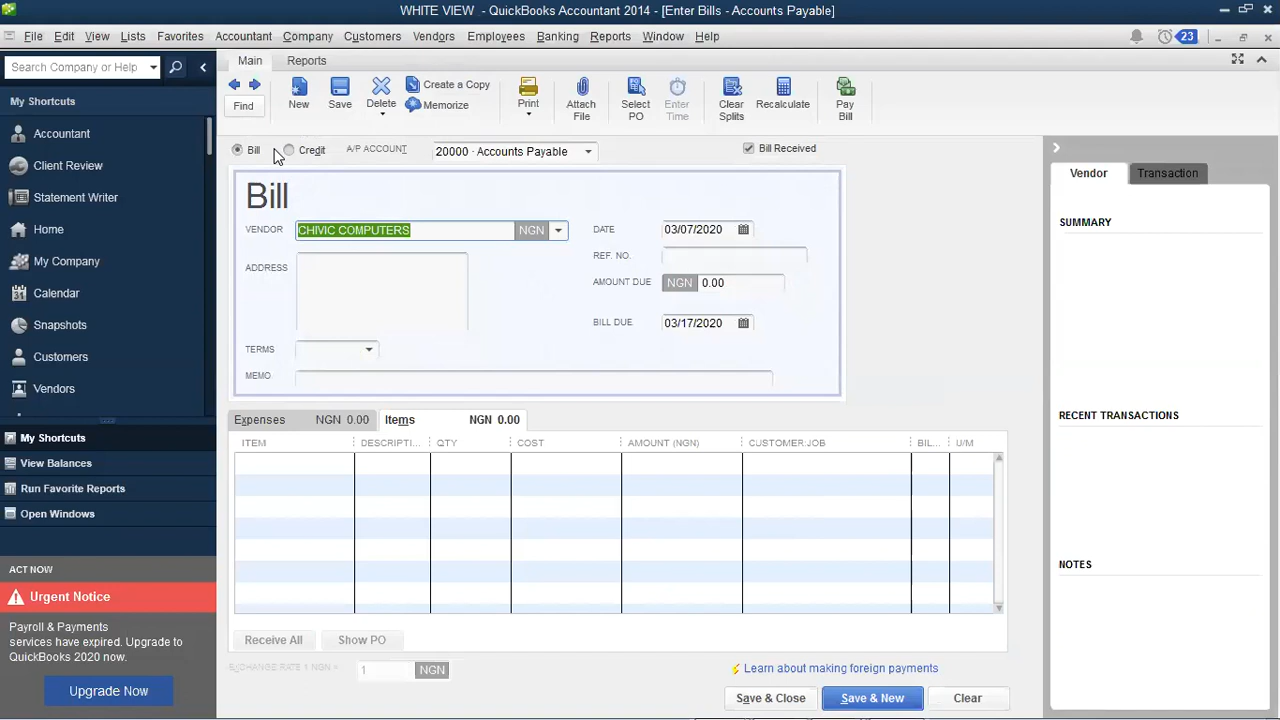 WHITE VIEW - QuickBooks Accountant 2014 - [Enter Bills - Accounts Payable]
File Edit View Lists Favorites Accountant Company Customers Vendors Employees Banking Reports Window Help 23
Search Company or Help
My Shortcuts
Accountant
Client Review
Statement Writer
Home
My Company
Calendar
Snapshots
Customers
Vendors
My Shortcuts
View Balances
Run Favorite Reports
Open Windows
ACT NOW
Urgent Notice
Payroll & Payments
services have expired. Upgrade to
QuickBooks 2020 now.
Upgrade Now
Main Reports
Find New Save Delete Create a Copy Memorize Print Attach File Select PO Enter Time Clear Splits Recalculate Pay Bill
Bill Credit A/P ACCOUNT 20000 · Accounts Payable Bill Received
Bill
VENDOR CHIVIC COMPUTERS NGN DATE 03/07/2020
REF. NO.
ADDRESS
AMOUNT DUE NGN 0.00
BILL DUE 03/17/2020
TERMS
MEMO
Expenses NGN 0.00 Items NGN 0.00
ITEM DESCRIPTI... QTY COST AMOUNT (NGN) CUSTOMER:JOB BIL... U/M
Receive All Show PO
EXCHANGE RATE 1 NGN = 1 NGN
Learn about making foreign payments
Save & Close Save & New Clear
Vendor Transaction
SUMMARY
RECENT TRANSACTIONS
NOTES